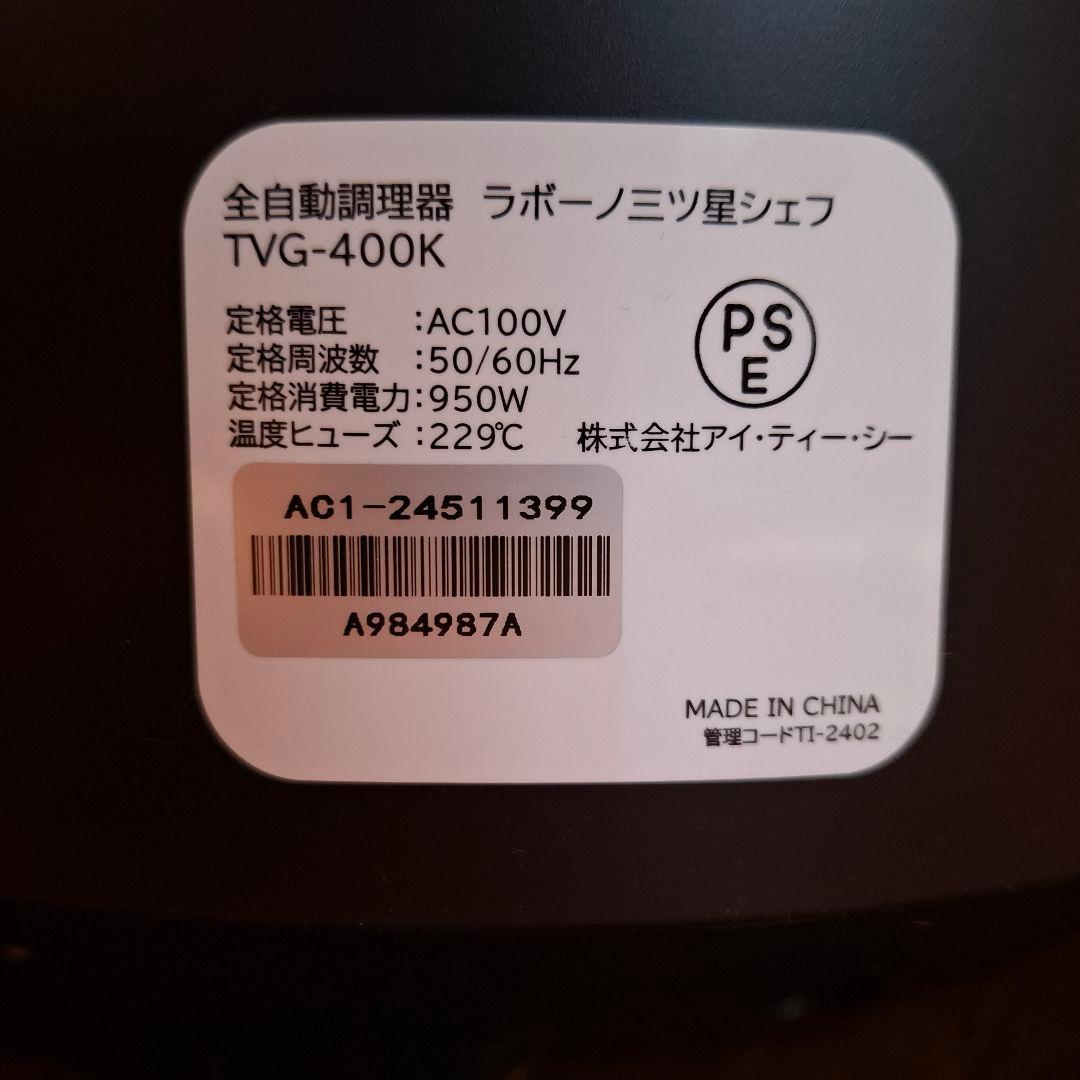 全自動調理器 ラボーノ三ツ星シェフ
TVG-400K
定格電圧 :AC100V
定格周波数 :50/60Hz
定格消費電力:950W
温度ヒューズ :229℃
PSE
株式会社アイ・ティー・シー
AC1-24511399
A984987A
MADE IN CHINA
管理コードTI-2402